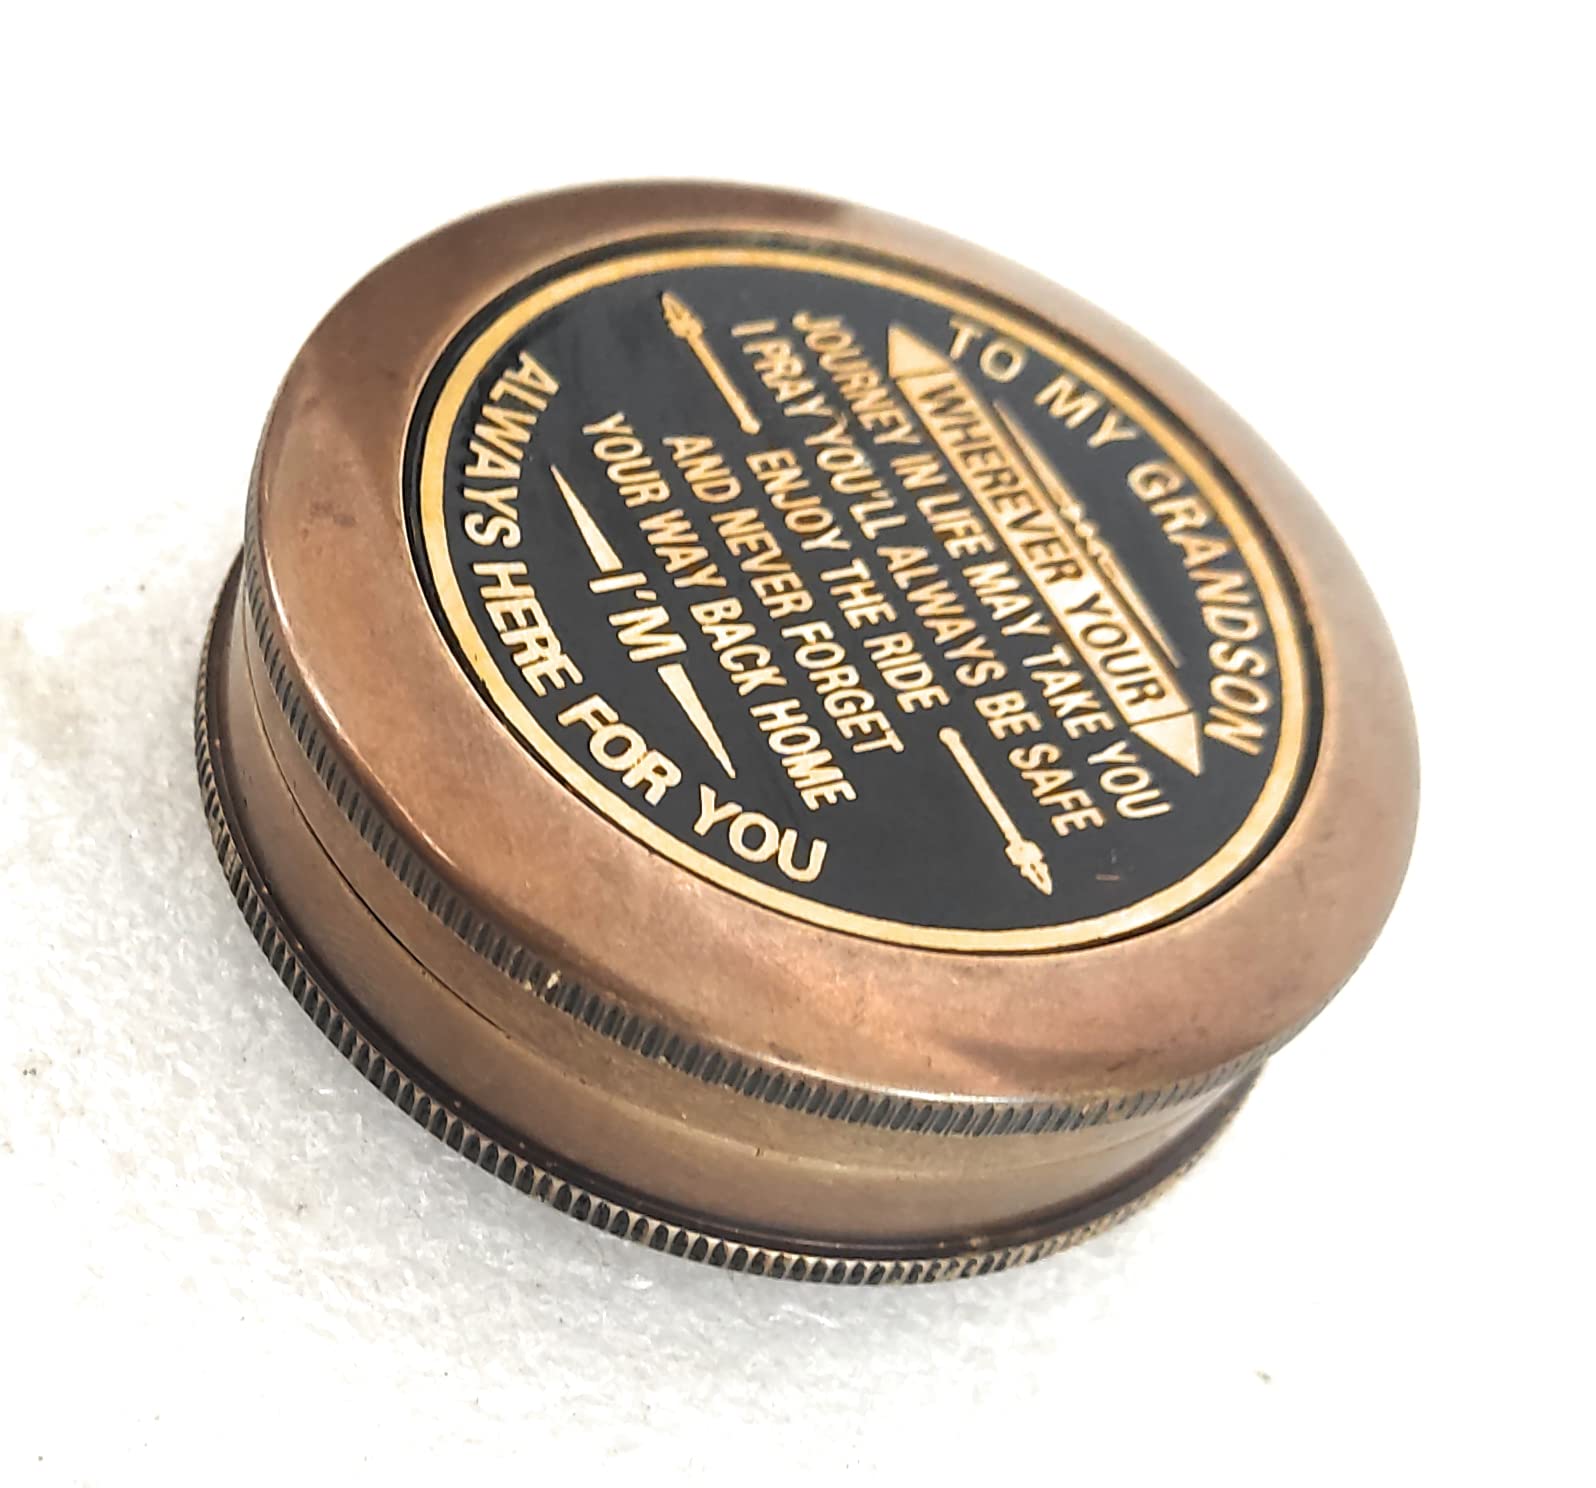 TO MY GRANDSON
WHEREVER YOUR
JOURNEY IN LIFE MAY TAKE YOU
I PRAY YOU'LL ALWAYS BE SAFE
ENJOY THE RIDE
AND NEVER FORGET
YOUR WAY BACK HOME
I'M
ALWAYS HERE FOR YOU